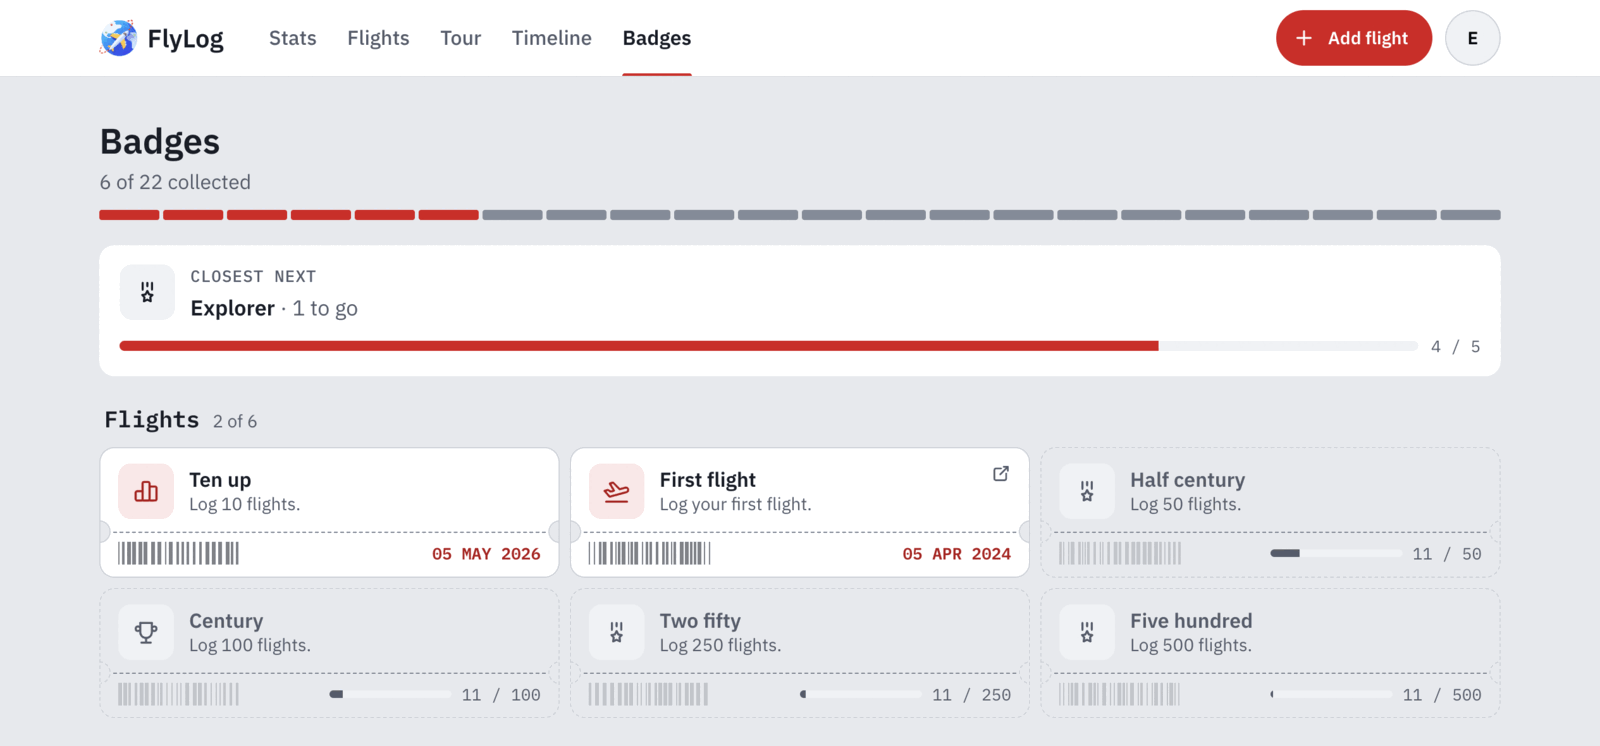 FlyLog
Stats
Flights
Tour
Timeline
Badges
+ Add flight
E
Badges
6 of 22 collected
CLOSEST NEXT
Explorer · 1 to go
4 / 5
Flights 2 of 6
Ten up
Log 10 flights.
05 MAY 2026
First flight
Log your first flight.
05 APR 2024
Half century
Log 50 flights.
11 / 50
Century
Log 100 flights.
11 / 100
Two fifty
Log 250 flights.
11 / 250
Five hundred
Log 500 flights.
11 / 500